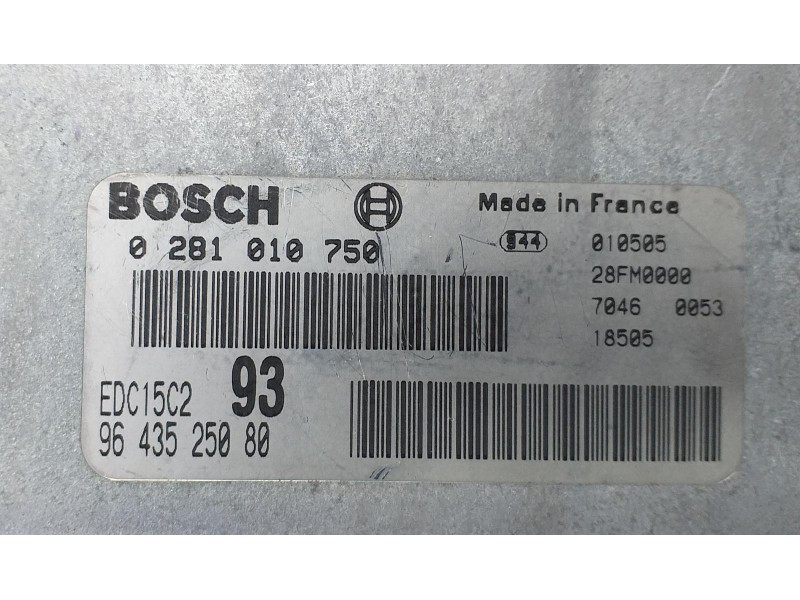 BOSCH Made in France
0 281 010 750 944 010505
28FM0000
7046 0053
18505
EDC15C2 93
96 435 250 80